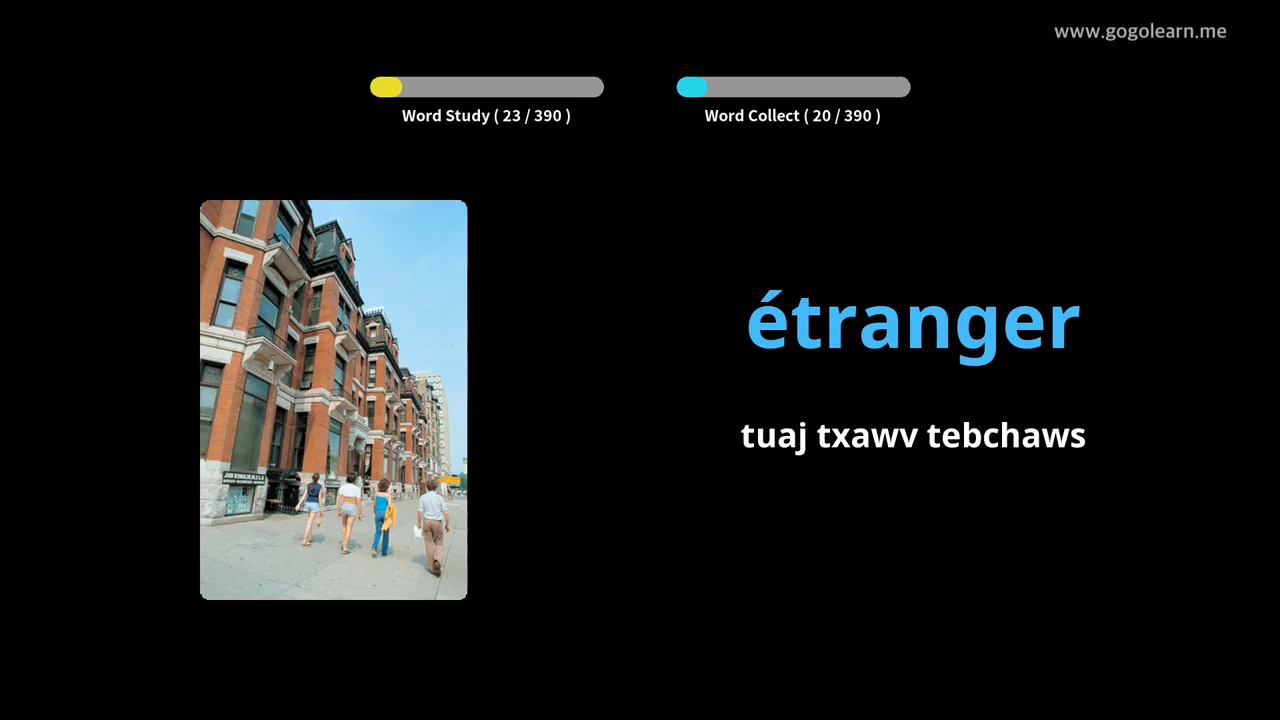 www.gogolearn.me
Word Study ( 23 / 390 )
Word Collect ( 20 / 390 )
étranger
tuaj txawv tebchaws